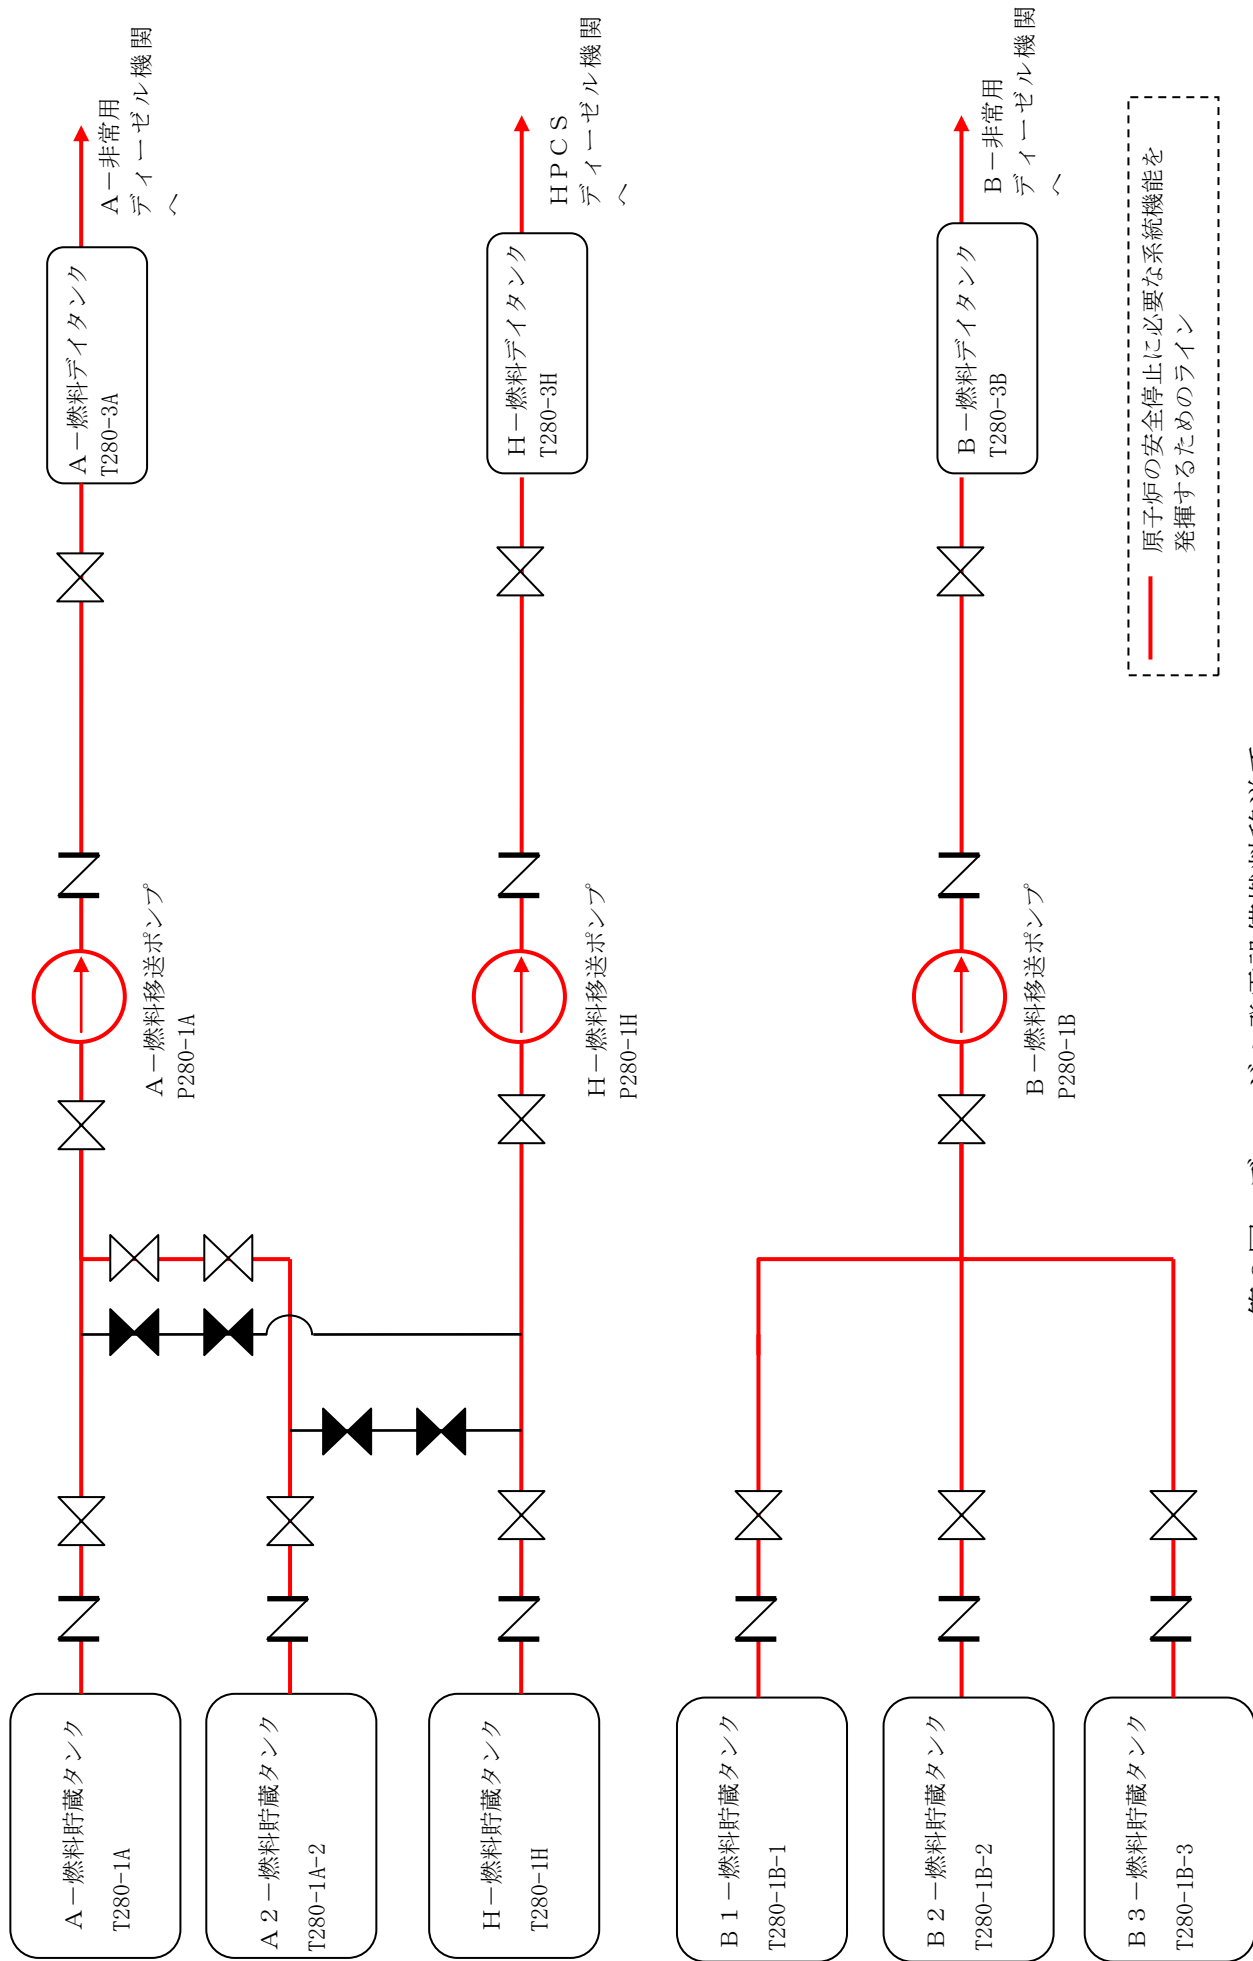 A－燃料貯蔵タンク
T280-1A
A2－燃料貯蔵タンク
T280-1A-2
H－燃料貯蔵タンク
T280-1H
B1－燃料貯蔵タンク
T280-1B-1
B2－燃料貯蔵タンク
T280-1B-2
B3－燃料貯蔵タンク
T280-1B-3
A－燃料移送ポンプ
P280-1A
H－燃料移送ポンプ
P280-1H
B－燃料移送ポンプ
P280-1B
A－燃料デイタンク
T280-3A
H－燃料デイタンク
T280-3H
B－燃料デイタンク
T280-3B
A－非常用
ディーゼル機関
へ
HPCS
ディーゼル機関
へ
B－非常用
ディーゼル機関
へ
原子炉の安全停止に必要な系統機能を
発揮するためのライン